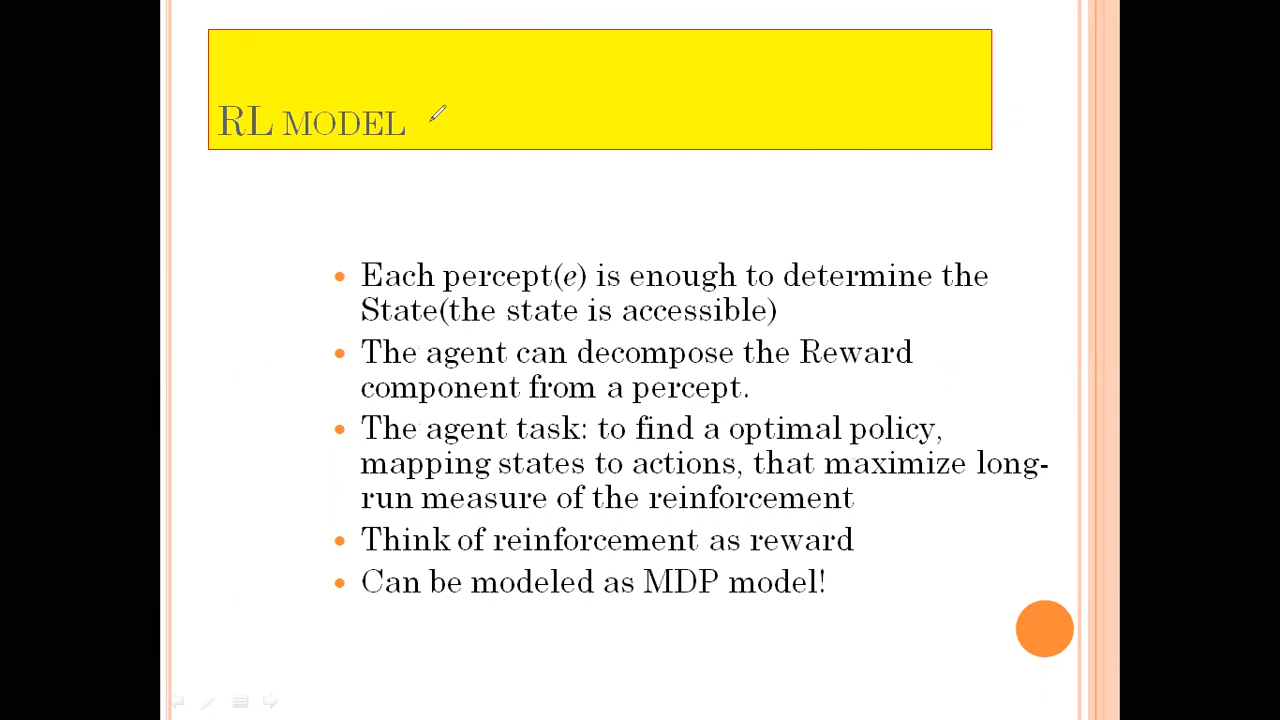 RL MODEL
• Each percept(e) is enough to determine the
State(the state is accessible)
• The agent can decompose the Reward
component from a percept.
• The agent task: to find a optimal policy,
mapping states to actions, that maximize long-
run measure of the reinforcement
• Think of reinforcement as reward
• Can be modeled as MDP model!